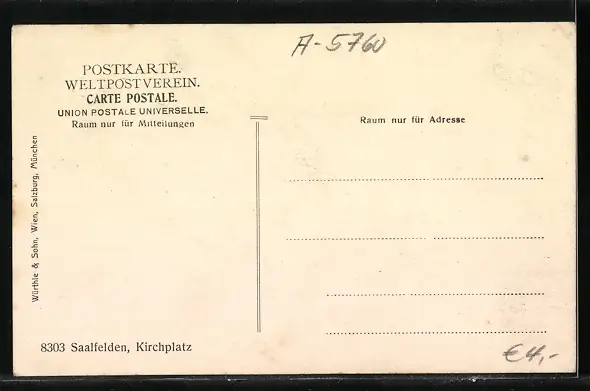 A-5760
POSTKARTE.
WELTPOSTVEREIN.
CARTE POSTALE.
UNION POSTALE UNIVERSELLE.
Raum nur für Mitteilungen
Raum nur für Adresse
Würthle & Sohn, Wien, Salzburg, München
8303 Saalfelden, Kirchplatz
€4,-